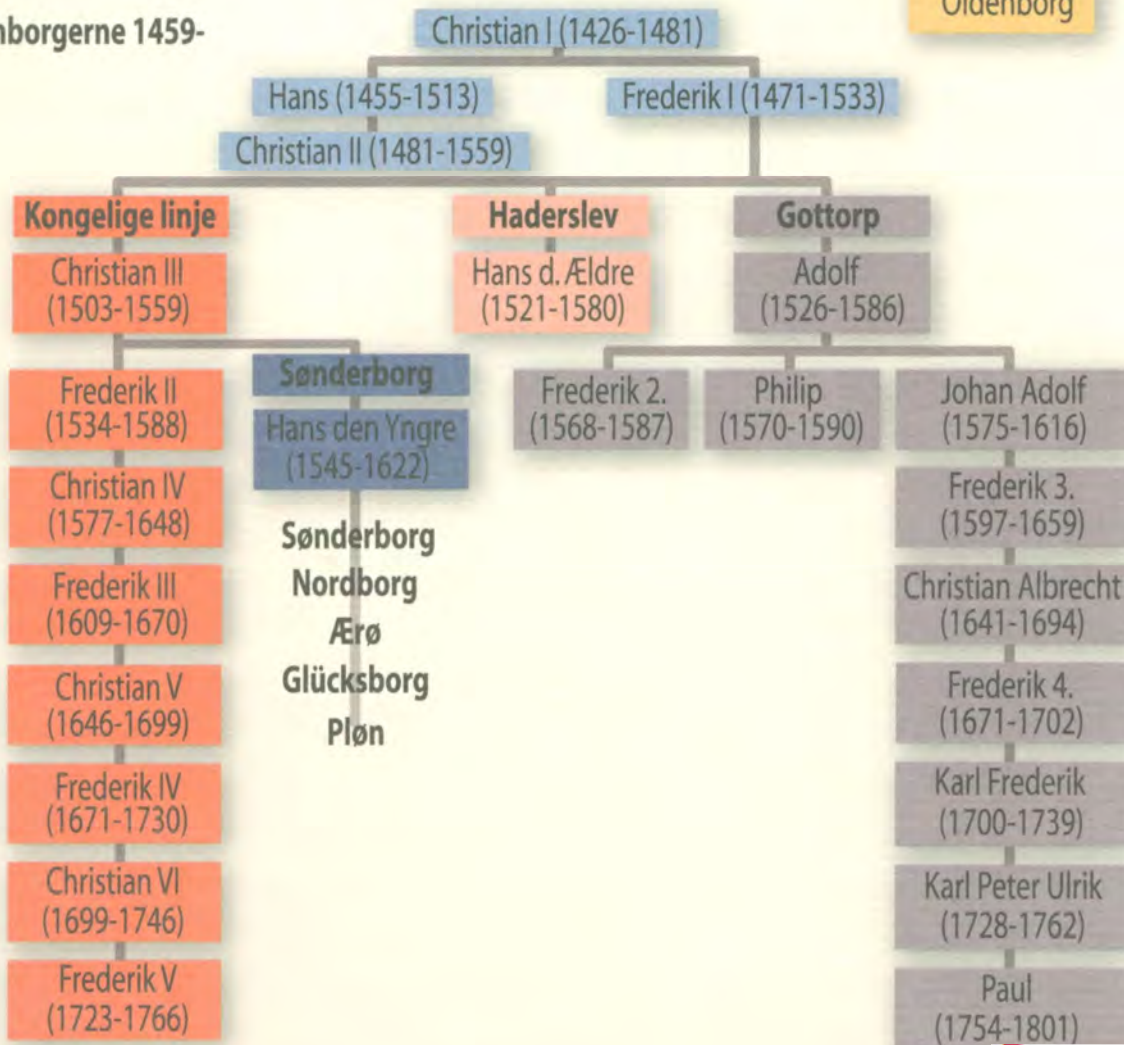 Oldenborg
nborgerne 1459-
Christian I (1426-1481)
Hans (1455-1513)
Frederik I (1471-1533)
Christian II (1481-1559)
Kongelige linje
Haderslev
Gottorp
Christian III
(1503-1559)
Hans d. Ældre
(1521-1580)
Adolf
(1526-1586)
Frederik II
(1534-1588)
Sønderborg
Hans den Yngre
(1545-1622)
Frederik 2.
(1568-1587)
Philip
(1570-1590)
Johan Adolf
(1575-1616)
Christian IV
(1577-1648)
Frederik III
(1609-1670)
Christian V
(1646-1699)
Frederik IV
(1671-1730)
Christian VI
(1699-1746)
Frederik V
(1723-1766)
Sønderborg
Nordborg
Ærø
Glücksborg
Pløn
Frederik 3.
(1597-1659)
Christian Albrecht
(1641-1694)
Frederik 4.
(1671-1702)
Karl Frederik
(1700-1739)
Karl Peter Ulrik
(1728-1762)
Paul
(1754-1801)